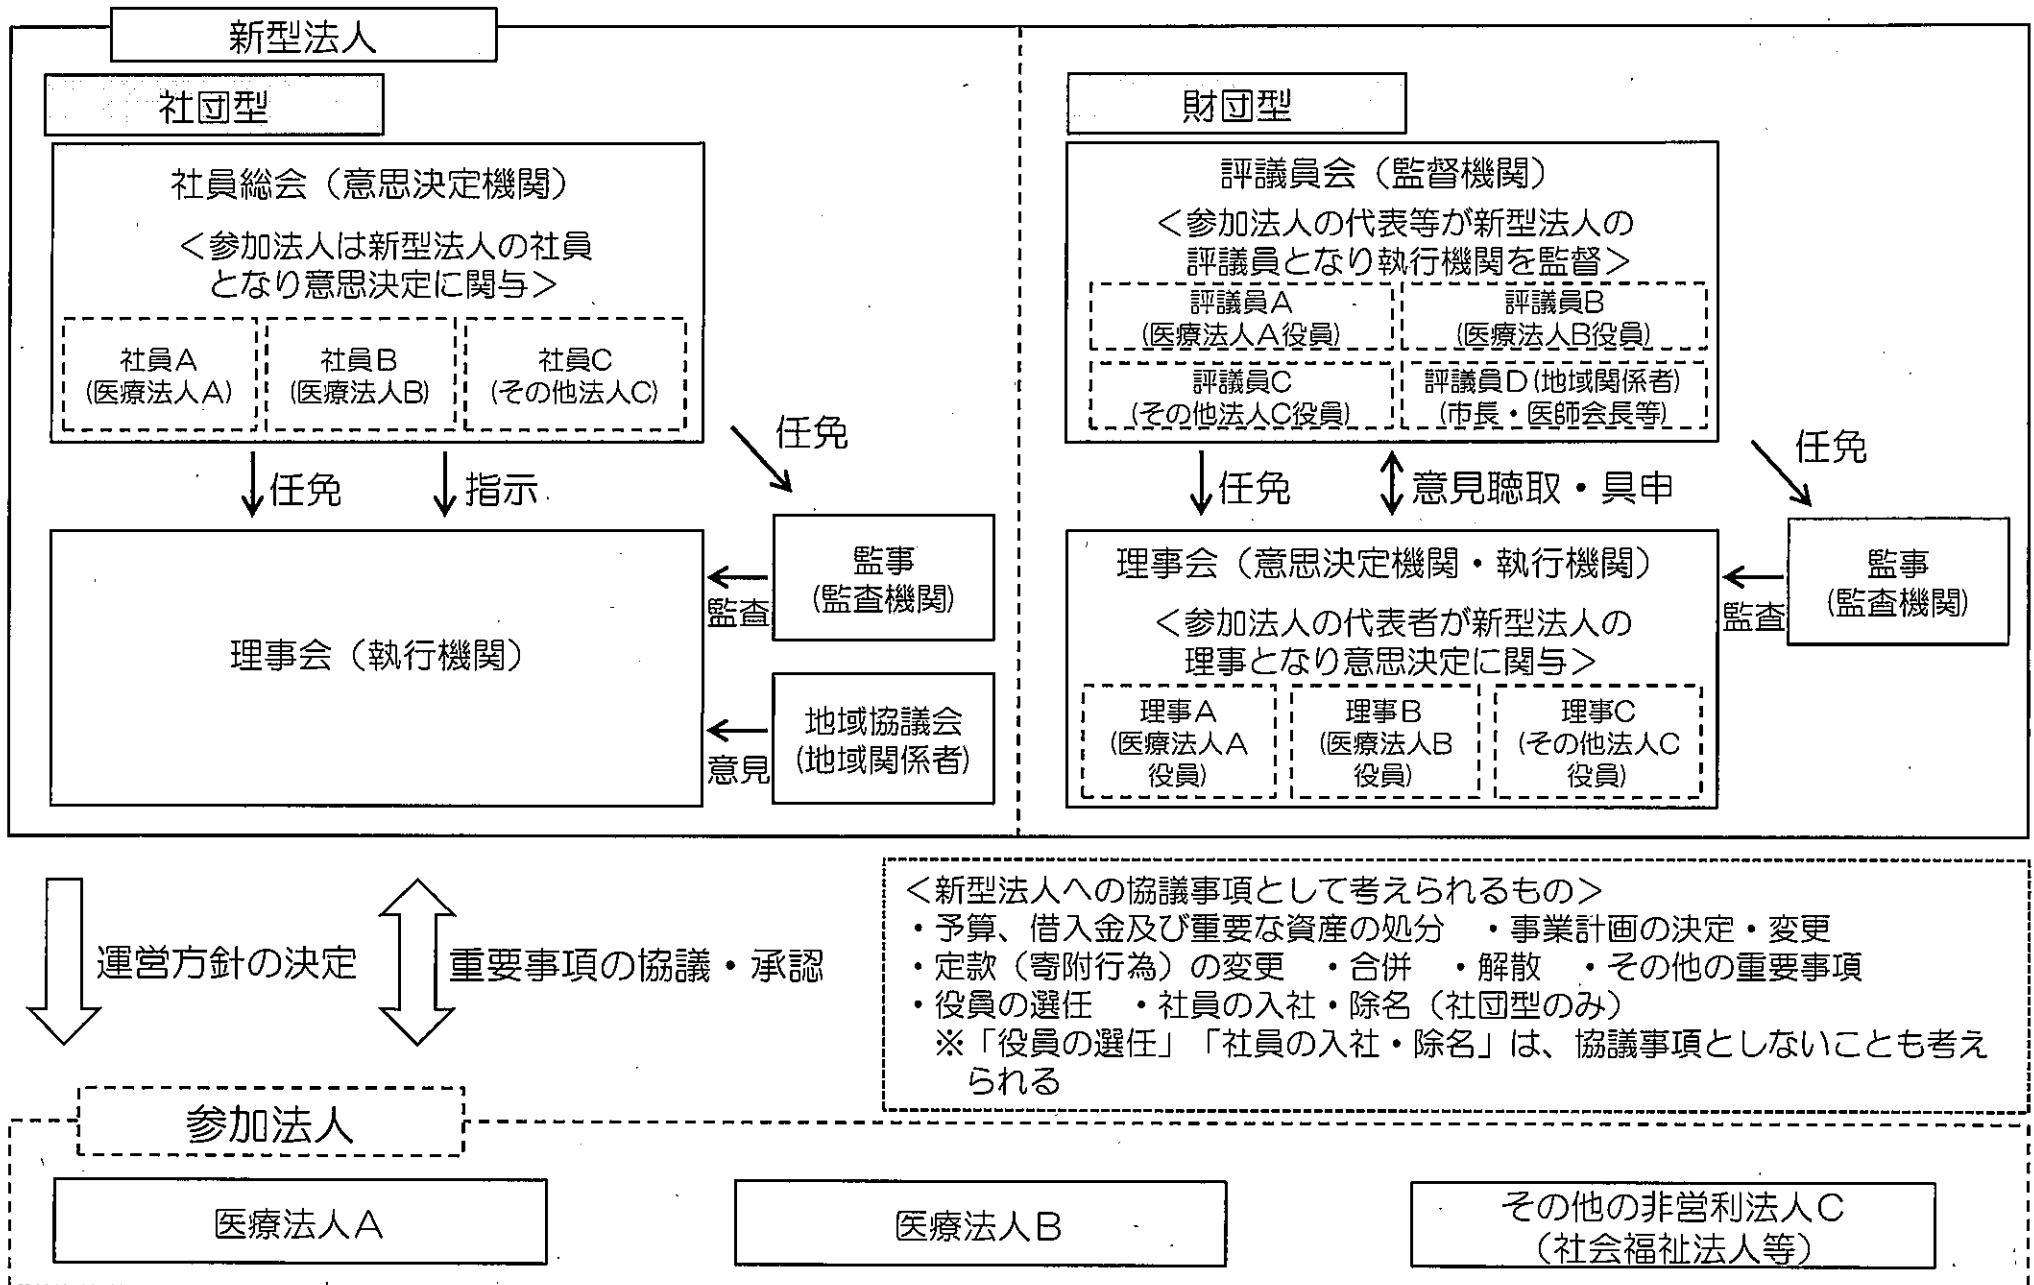 新型法人
社団型
社員総会（意思決定機関）
＜参加法人は新型法人の社員
となり意思決定に関与＞
社員A
(医療法人A)
社員B
(医療法人B)
社員C
(その他法人C)
任免
指示
任免
理事会（執行機関）
監事
(監査機関)
監査
地域協議会
(地域関係者)
意見
財団型
評議員会（監督機関）
＜参加法人の代表等が新型法人の
評議員となり執行機関を監督＞
評議員A
(医療法人A役員)
評議員B
(医療法人B役員)
評議員C
(その他法人C役員)
評議員D(地域関係者)
(市長・医師会長等)
任免
意見聴取・具申
任免
理事会（意思決定機関・執行機関）
＜参加法人の代表者が新型法人の
理事となり意思決定に関与＞
理事A
(医療法人A
役員)
理事B
(医療法人B
役員)
理事C
(その他法人C
役員)
監事
(監査機関)
監査
運営方針の決定
重要事項の協議・承認
＜新型法人への協議事項として考えられるもの＞
・予算、借入金及び重要な資産の処分　・事業計画の決定・変更
・定款（寄附行為）の変更　・合併　・解散　・その他の重要事項
・役員の選任　・社員の入社・除名（社団型のみ）
※「役員の選任」「社員の入社・除名」は、協議事項としないことも考え
られる
参加法人
医療法人A
医療法人B
その他の非営利法人C
（社会福祉法人等）